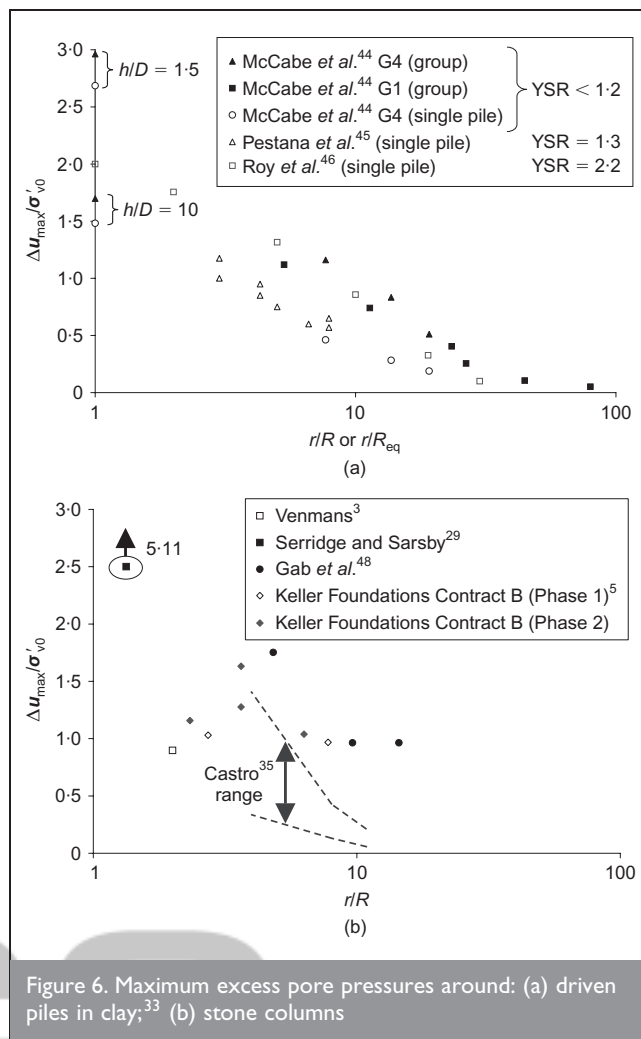 3·0
2·5
2·0
1·5
1·0
0·5
0
Δu_max/σ′_v0
h/D = 1·5
h/D = 10
McCabe et al.⁴⁴ G4 (group)
McCabe et al.⁴⁴ G1 (group)
McCabe et al.⁴⁴ G4 (single pile)
YSR < 1·2
Pestana et al.⁴⁵ (single pile) YSR = 1·3
Roy et al.⁴⁶ (single pile) YSR = 2·2
1 10 100
r/R or r/R_eq
(a)
3·0
2·5
2·0
1·5
1·0
0·5
0
Δu_max/σ′_v0
5·11
Venmans³
Serridge and Sarsby²⁹
Gab et al.⁴⁸
Keller Foundations Contract B (Phase 1)⁵
Keller Foundations Contract B (Phase 2)
Castro³⁵
range
1 10 100
r/R
(b)
Figure 6. Maximum excess pore pressures around: (a) driven
piles in clay;³³ (b) stone columns